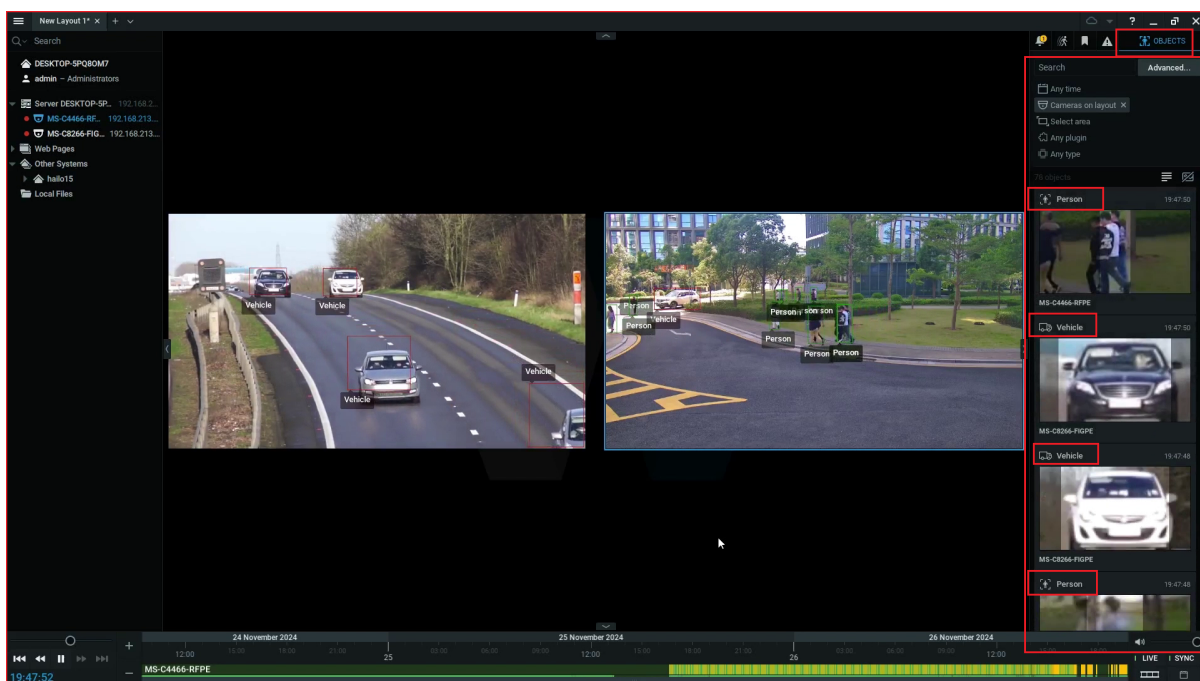 New Layout 1* × + 
? _ ×
Search
DESKTOP-5PQ8OM7
admin – Administrators
Server DESKTOP-5P... 192.168.2...
MS-C4466-RF... 192.168.213....
MS-C8266-FIG... 192.168.213....
Web Pages
Other Systems
hailo15
Local Files
Vehicle
Vehicle
Vehicle
Vehicle
Person
Vehicle
Person
Person
son
son
Person
Person
Person
OBJECTS
Search
Advanced...
Any time
Cameras on layout ×
Select area
Any plugin
Any type
76 objects
Person 19:47:50
MS-C4466-RFPE
Vehicle 19:47:50
MS-C8266-FIGPE
Vehicle 19:47:48
MS-C8266-FIGPE
Person 19:47:48
24 November 2024
25 November 2024
26 November 2024
12:00 15:00 18:00 21:00 25 03:00 06:00 09:00 12:00 15:00 18:00 21:00 26 03:00 06:00 09:00 12:00 15:00 18:00
MS-C4466-RFPE
19:47:52
LIVE SYNC